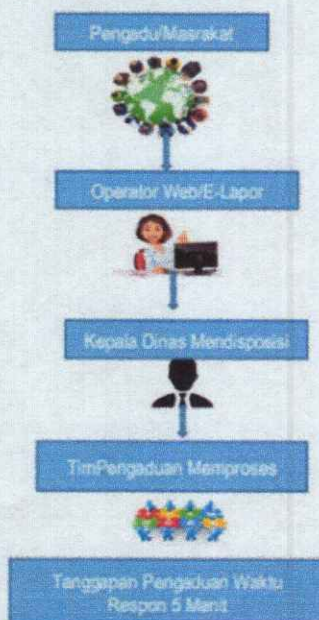 Pengadu/Masrakat
Operator Web/E-Lapor
Kepala Dinas Mendisposisi
TimPengaduan Memproses
Tanggapan Pengaduan Waktu
Respon 5 Menit